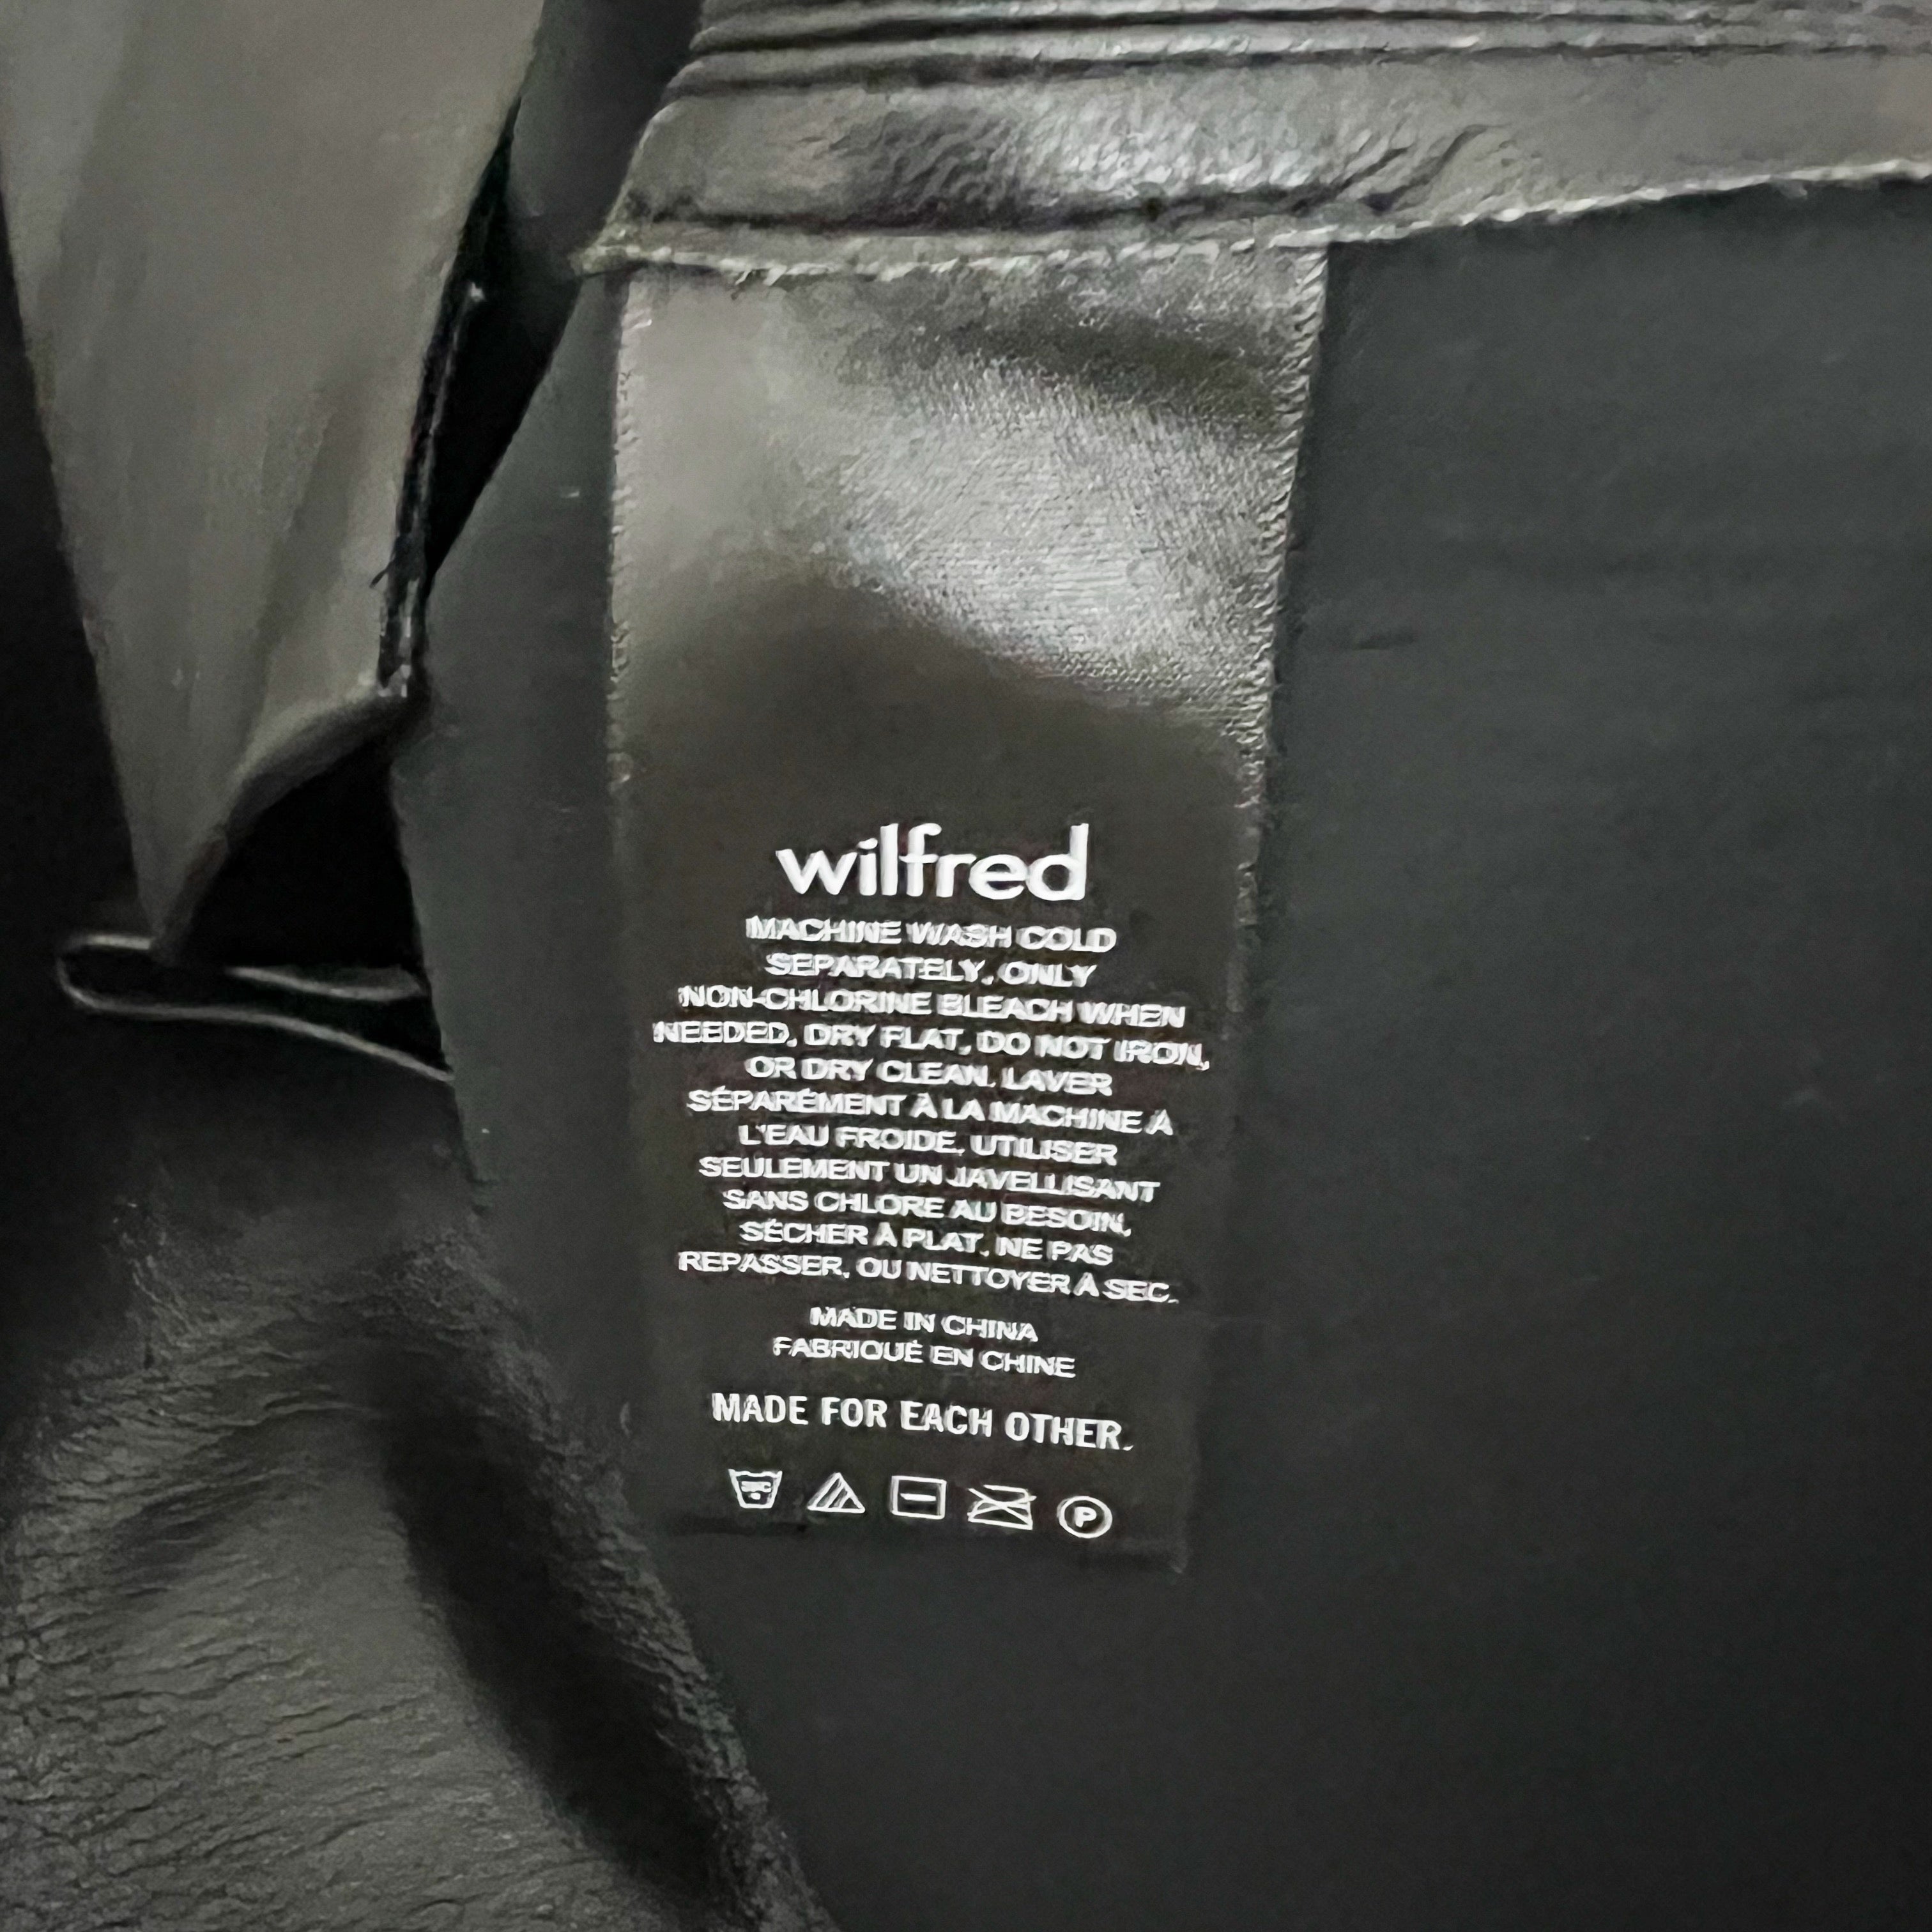 wilfred
MACHINE WASH COLD
SEPARATELY, ONLY
NON-CHLORINE BLEACH WHEN
NEEDED, DRY FLAT, DO NOT IRON,
OR DRY CLEAN. LAVER
SÉPARÉMENT À LA MACHINE À
L'EAU FROIDE, UTILISER
SEULEMENT UN JAVELLISANT
SANS CHLORE AU BESOIN,
SÉCHER À PLAT, NE PAS
REPASSER, OU NETTOYER À SEC.
MADE IN CHINA
FABRIQUÉ EN CHINE
MADE FOR EACH OTHER.
P